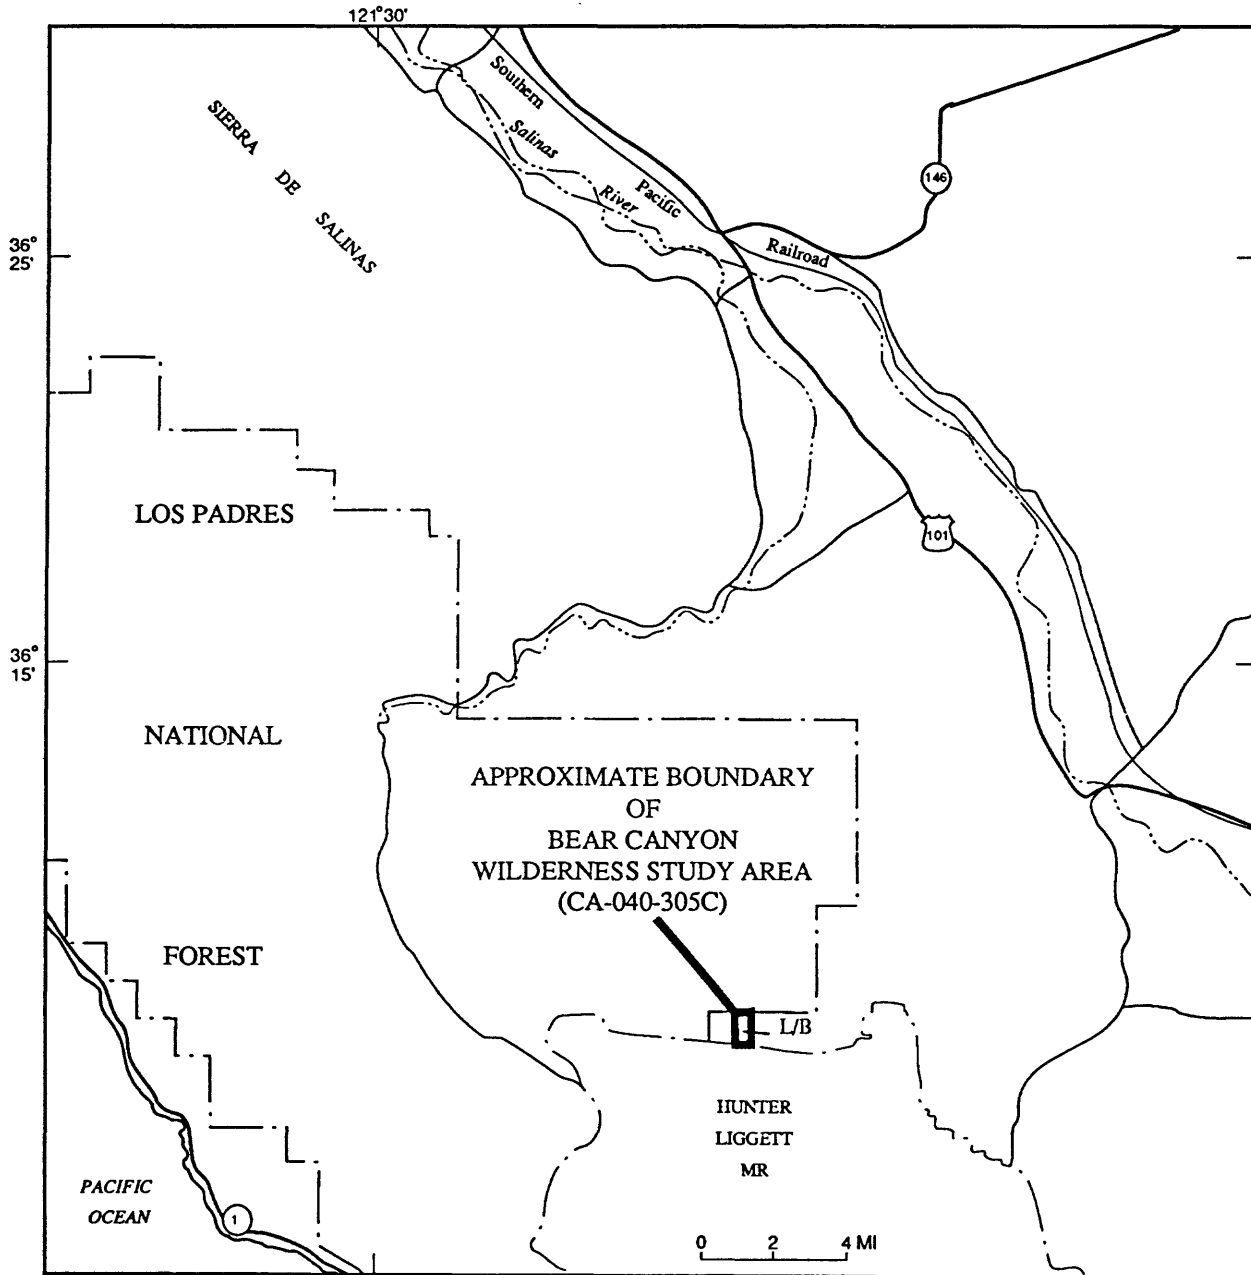 121°30'
Southern
Pacific
Railroad
Salinas
River
SIERRA
DE
SALINAS
146
36°
25'
LOS PADRES
101
36°
15'
NATIONAL
APPROXIMATE BOUNDARY
OF
BEAR CANYON
WILDERNESS STUDY AREA
(CA-040-305C)
FOREST
L/B
HUNTER
LIGGETT
MR
PACIFIC
OCEAN
1
0 2 4 MI